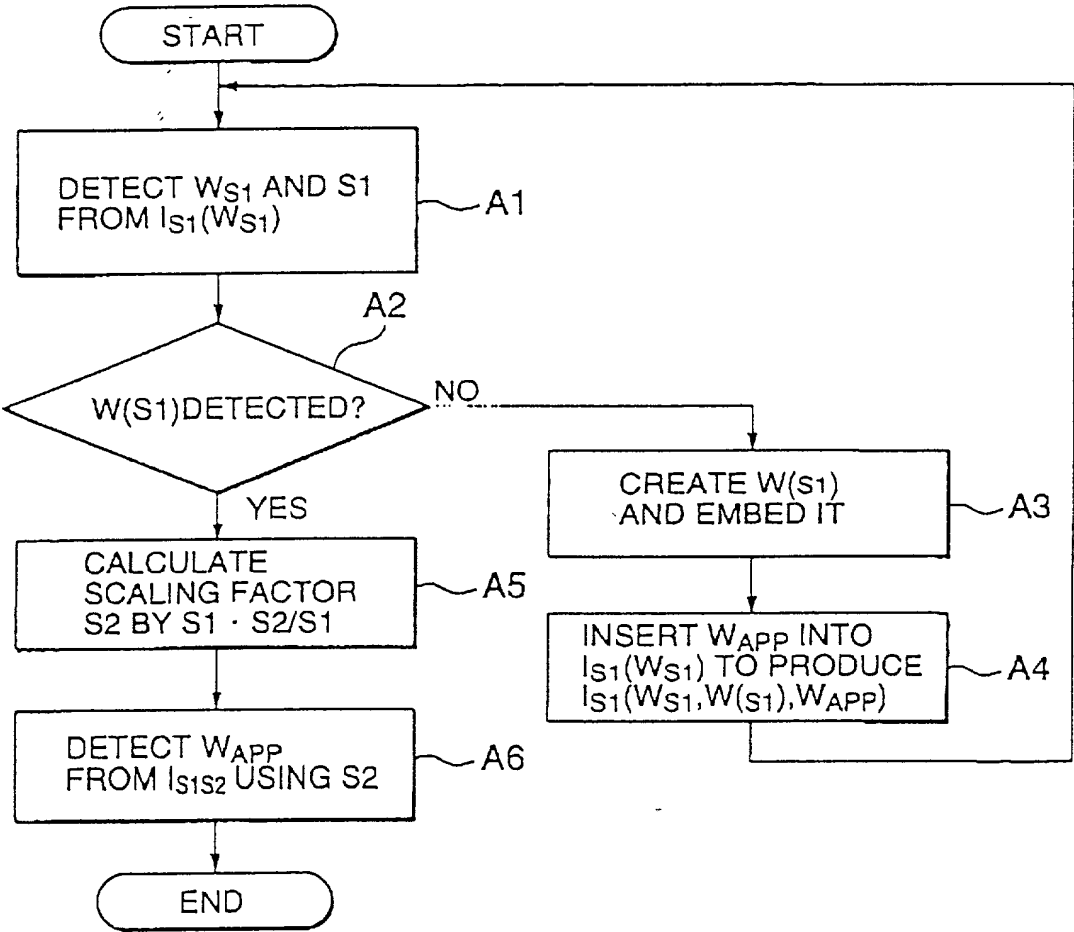 START
DETECT WS1 AND S1
FROM IS1(WS1)
A1
A2
W(S1)DETECTED?
NO
YES
CREATE W(S1)
AND EMBED IT
A3
CALCULATE
SCALING FACTOR
S2 BY S1 · S2/S1
A5
INSERT WAPP INTO
IS1(WS1) TO PRODUCE
IS1(WS1,W(S1),WAPP)
A4
DETECT WAPP
FROM IS1S2 USING S2
A6
END